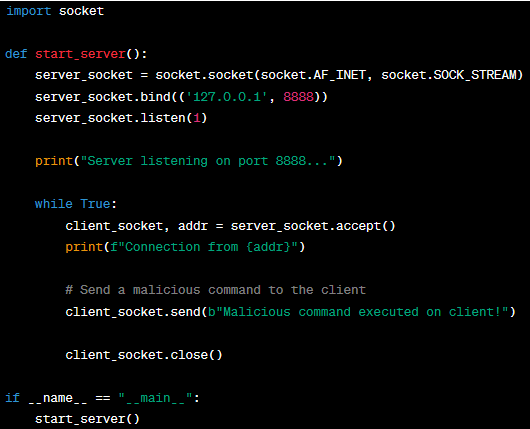 import socket

def start_server():
    server_socket = socket.socket(socket.AF_INET, socket.SOCK_STREAM)
    server_socket.bind(('127.0.0.1', 8888))
    server_socket.listen(1)

    print("Server listening on port 8888...")

    while True:
        client_socket, addr = server_socket.accept()
        print(f"Connection from {addr}")

        # Send a malicious command to the client
        client_socket.send(b"Malicious command executed on client!")

        client_socket.close()

if __name__ == "__main__":
    start_server()